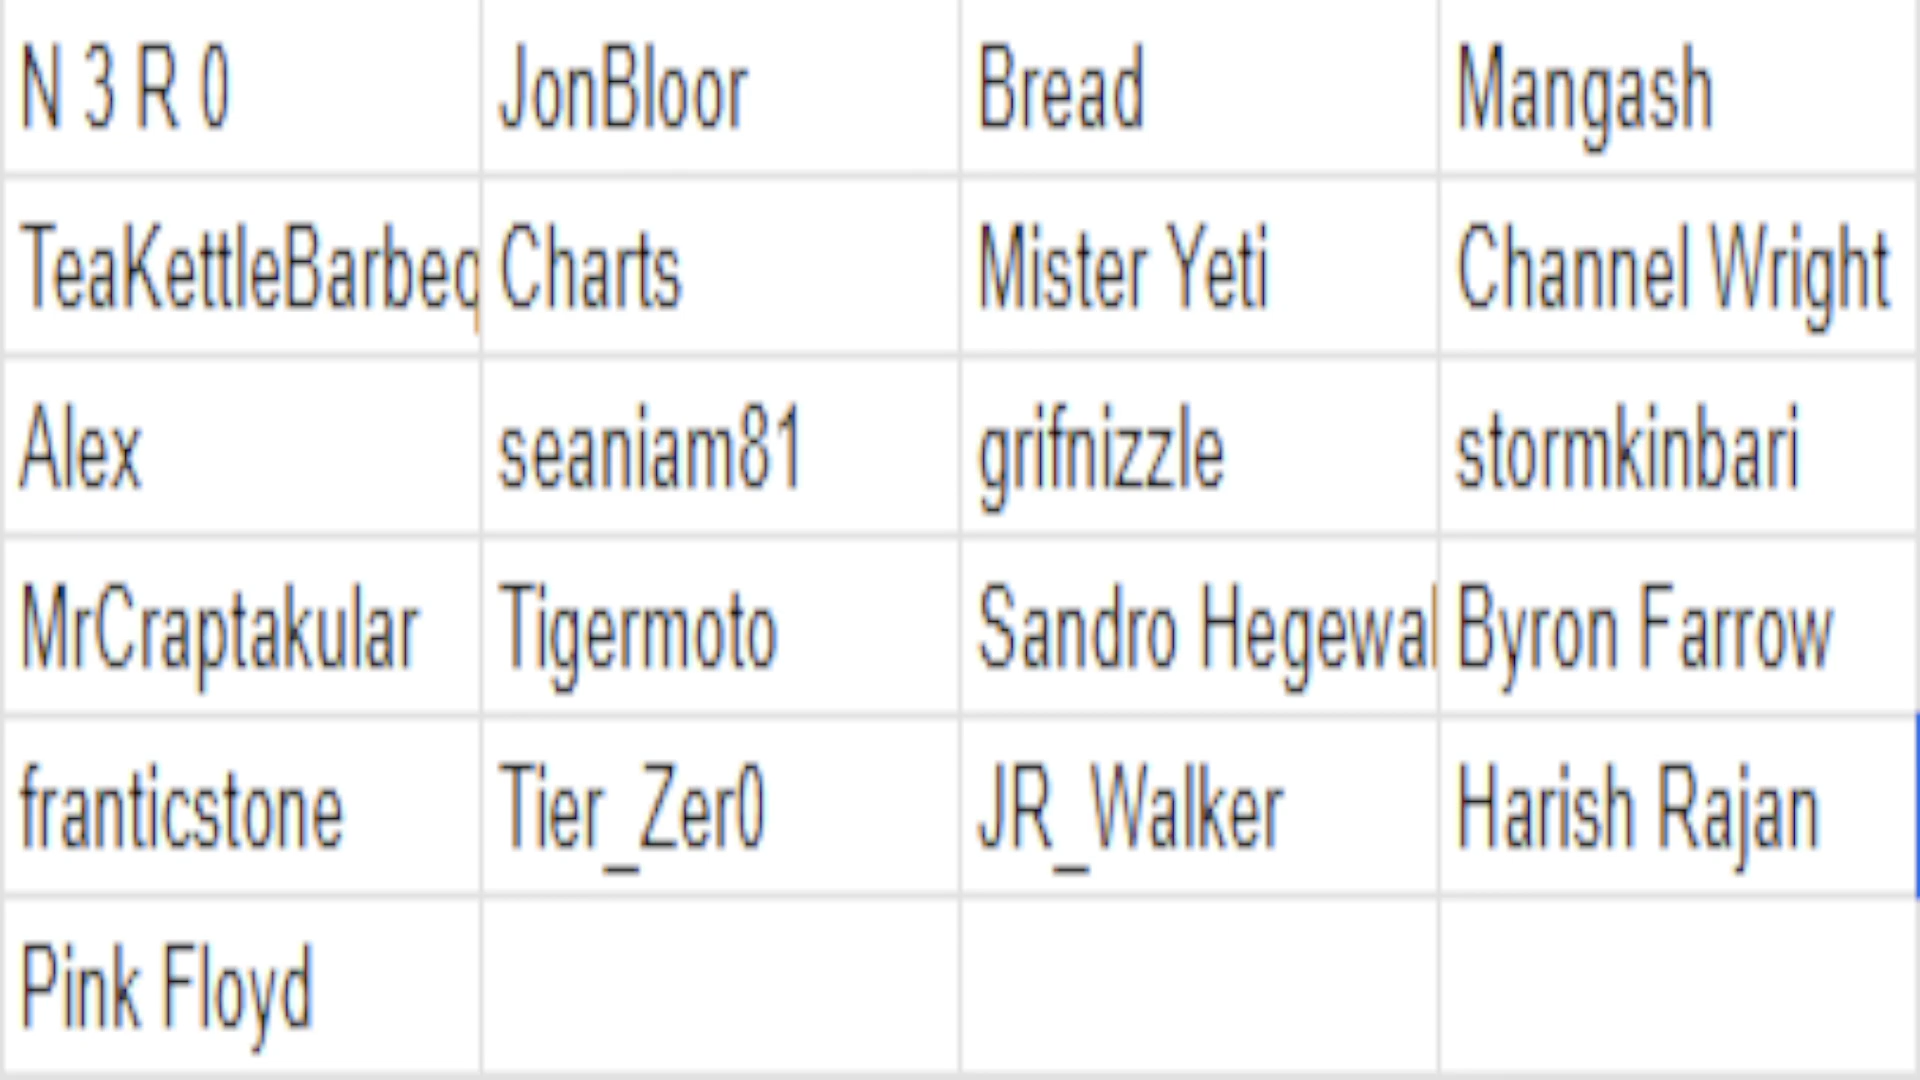 N 3 R 0 JonBloor Bread Mangash
TeaKettleBarbeq Charts Mister Yeti Channel Wright
Alex seaniam81 grifnizzle stormkinbari
MrCraptakular Tigermoto Sandro Hegewal Byron Farrow
franticstone Tier_Zer0 JR_Walker Harish Rajan
Pink Floyd